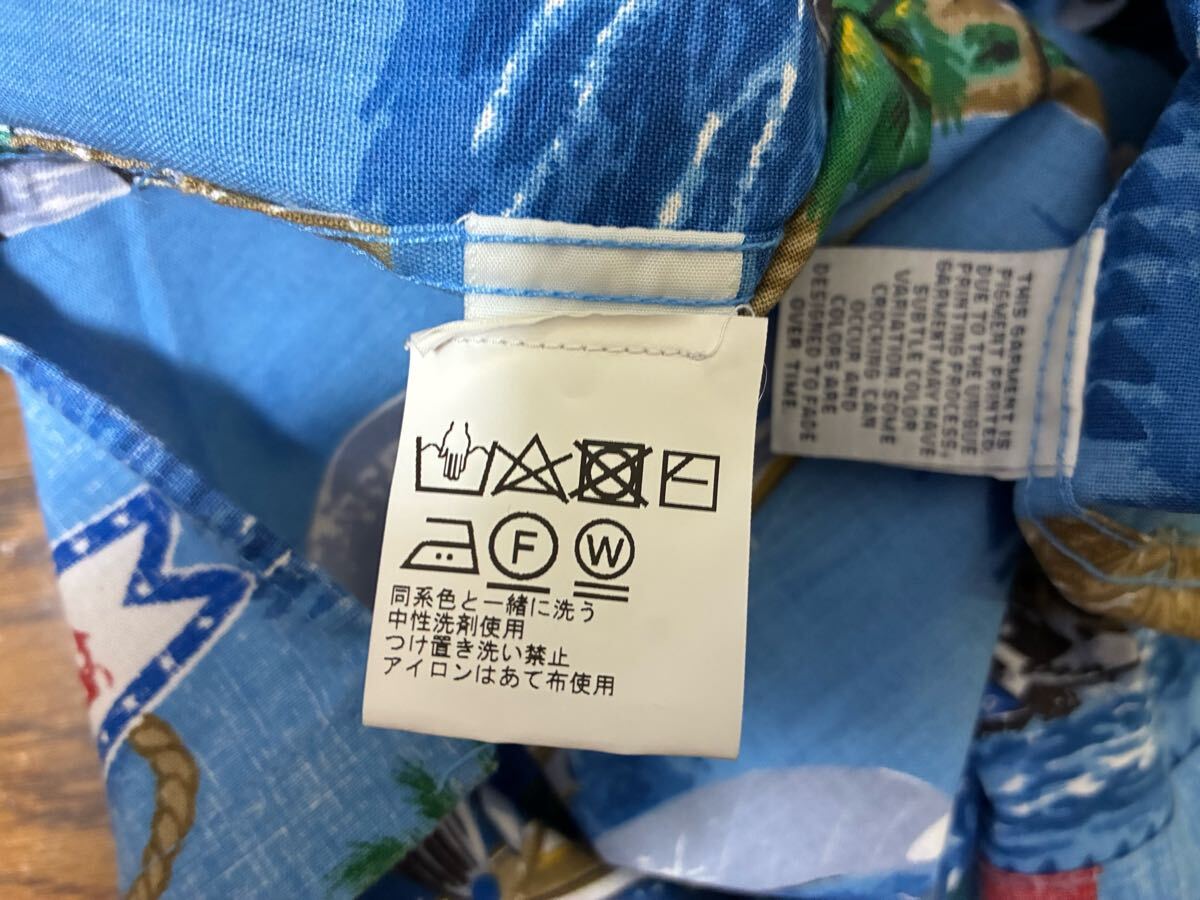 F
W
同系色と一緒に洗う
中性洗剤使用
つけ置き洗い禁止
アイロンはあて布使用
THIS GARMENT IS
PIGMENT PRINTED.
DUE TO THE UNIQUE
PRINTING PROCESS,
GARMENT MAY HAVE
SUBTLE COLOR
VARIATION SOME
CROCKING CAN
OCCUR AND
COLORS ARE
DESIGNED TO FADE
OVER TIME